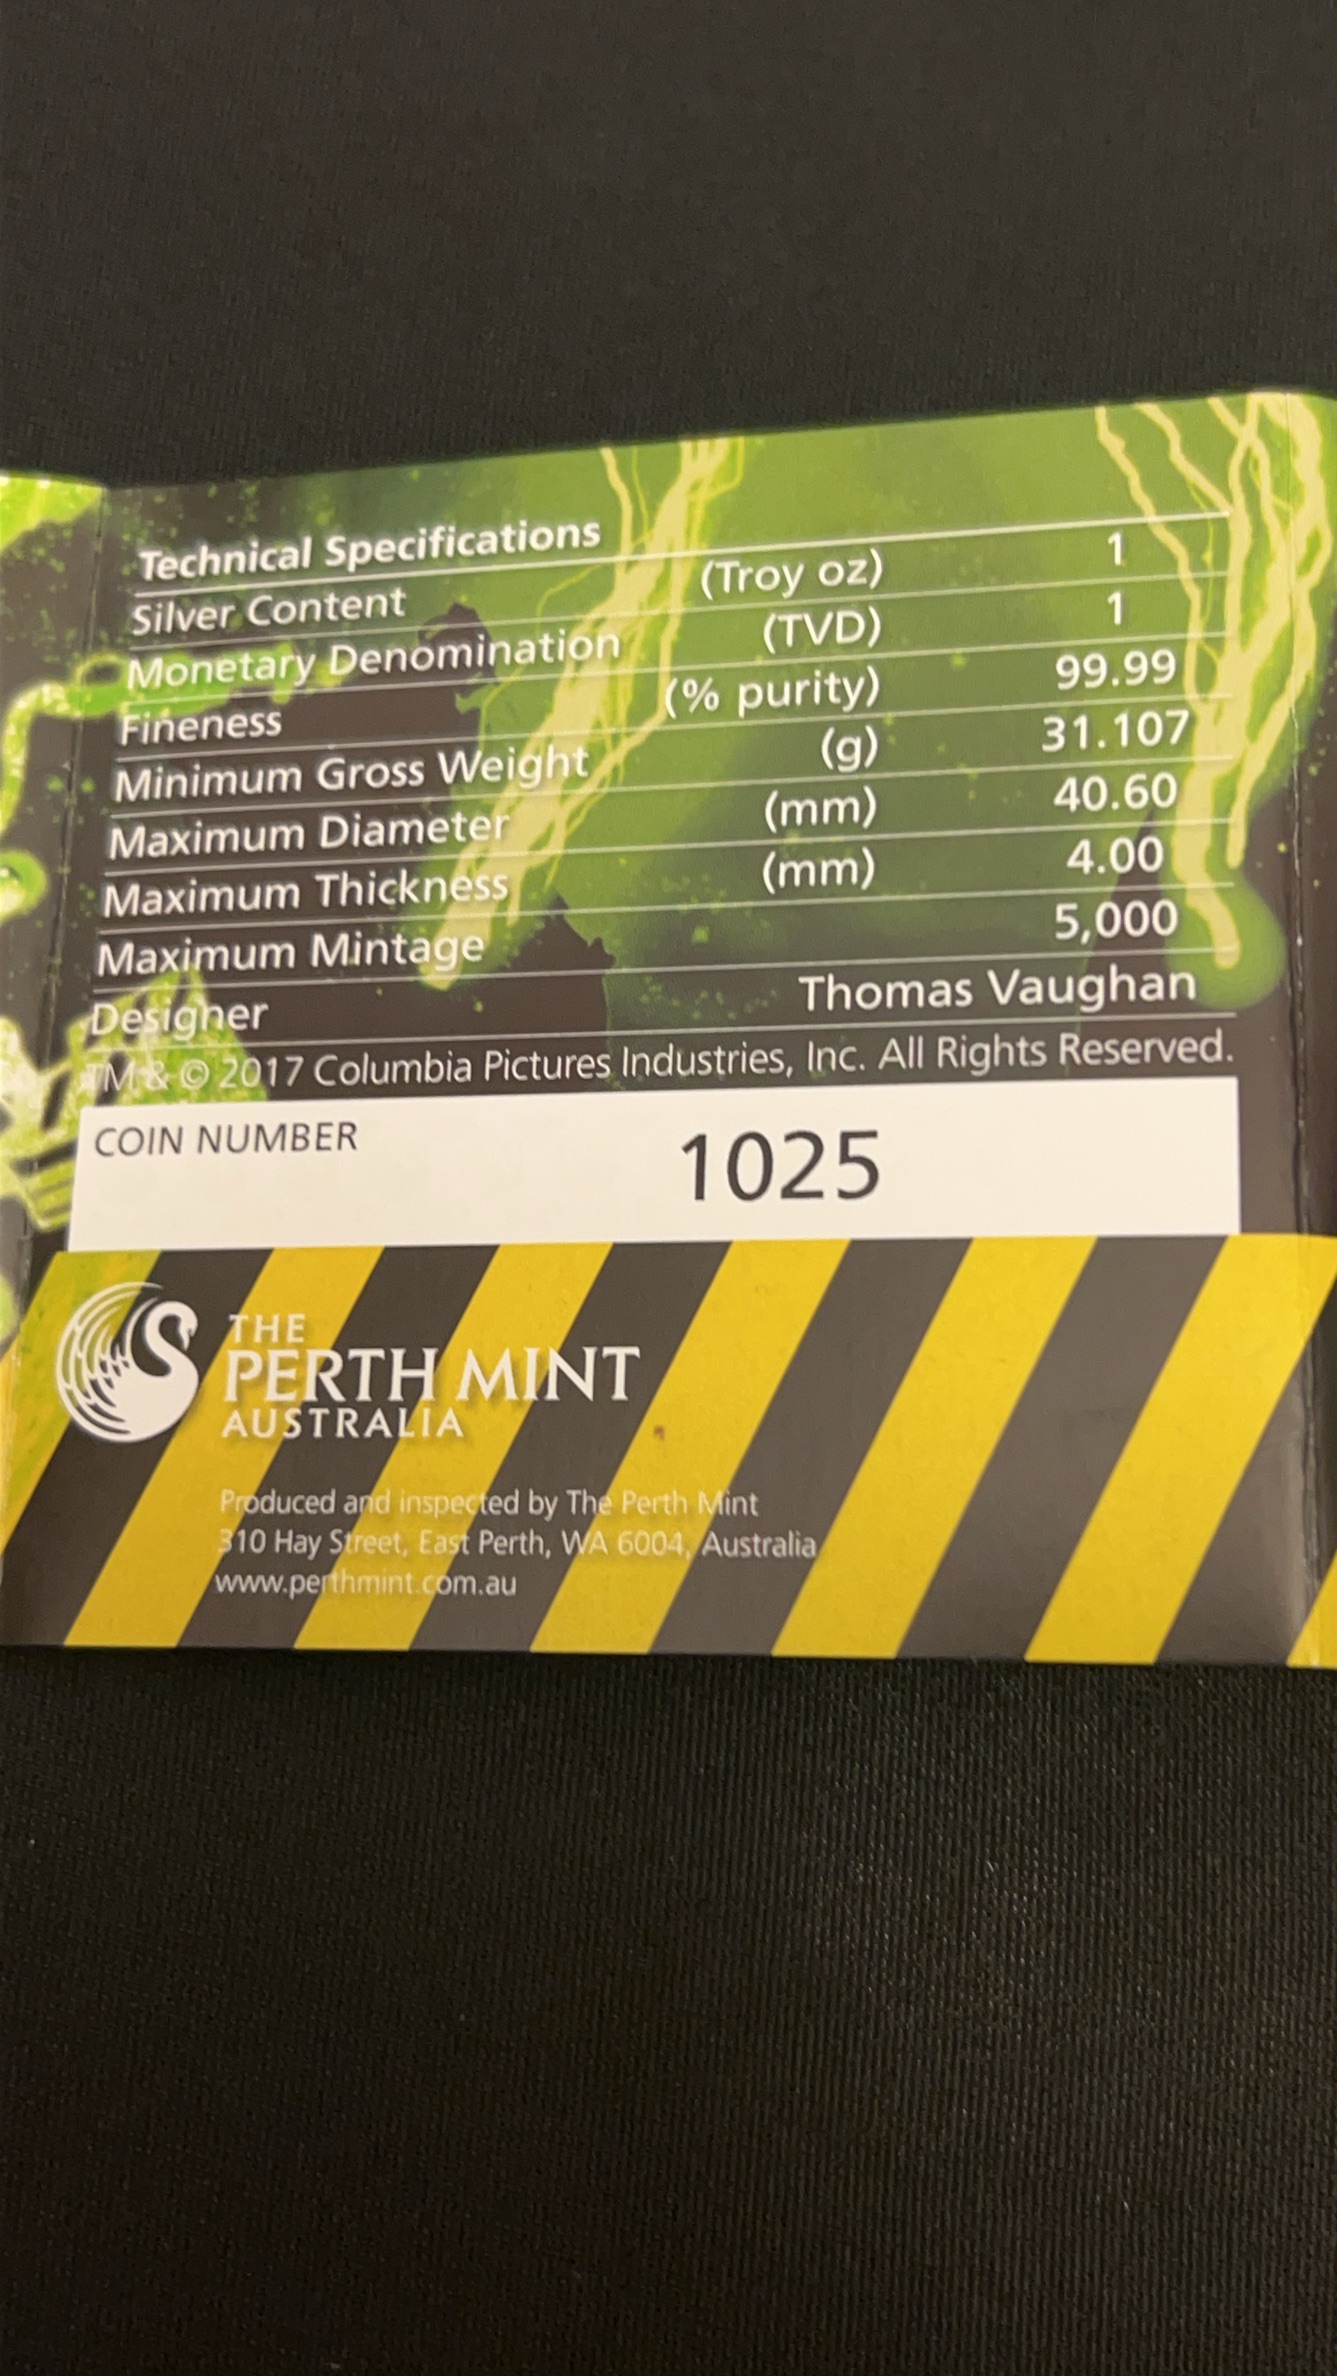 Technical Specifications
Silver Content (Troy oz) 1
Monetary Denomination (TVD) 1
Fineness (% purity) 99.99
Minimum Gross Weight (g) 31.107
Maximum Diameter (mm) 40.60
Maximum Thickness (mm) 4.00
Maximum Mintage 5,000
Designer Thomas Vaughan
TM & © 2017 Columbia Pictures Industries, Inc. All Rights Reserved.
COIN NUMBER 1025
THE
PERTH MINT
AUSTRALIA
Produced and inspected by The Perth Mint
310 Hay Street, East Perth, WA 6004, Australia
www.perthmint.com.au